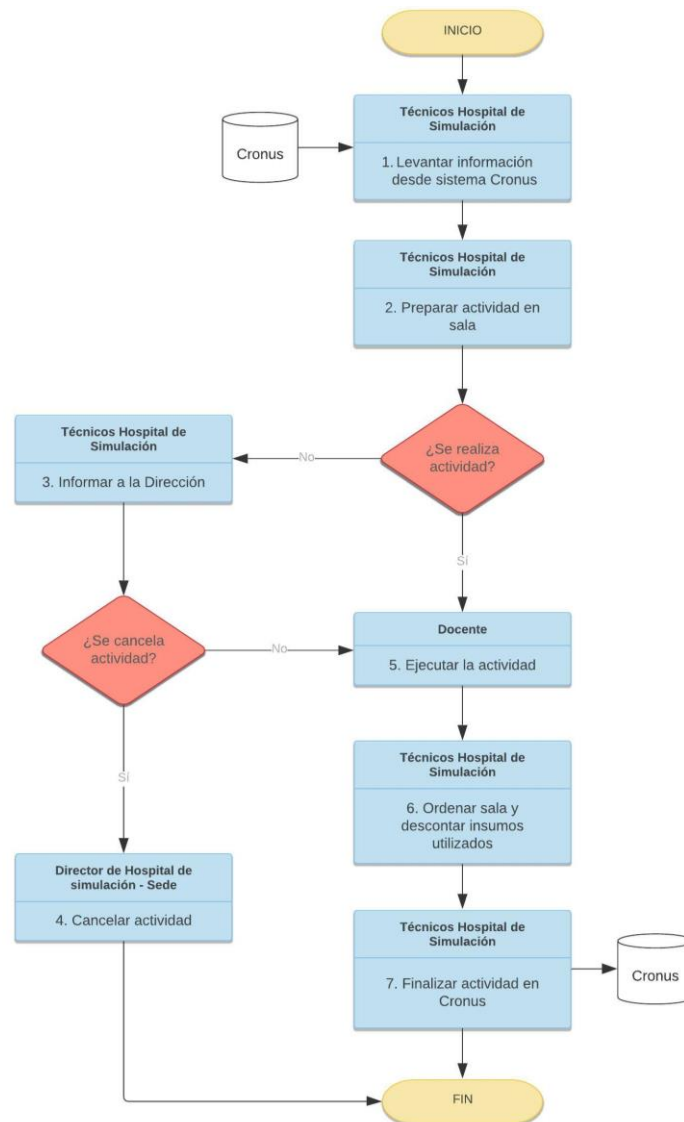 INICIO
Técnicos Hospital de
Simulación
Cronus
1. Levantar información
desde sistema Cronus
Técnicos Hospital de
Simulación
2. Preparar actividad en
sala
¿Se realiza
actividad?
No
Sí
Técnicos Hospital de
Simulación
3. Informar a la Dirección
¿Se cancela
actividad?
No
Sí
Docente
5. Ejecutar la actividad
Técnicos Hospital de
Simulación
6. Ordenar sala y
descontar insumos
utilizados
Director de Hospital de
simulación - Sede
4. Cancelar actividad
Técnicos Hospital de
Simulación
7. Finalizar actividad en
Cronus
Cronus
FIN